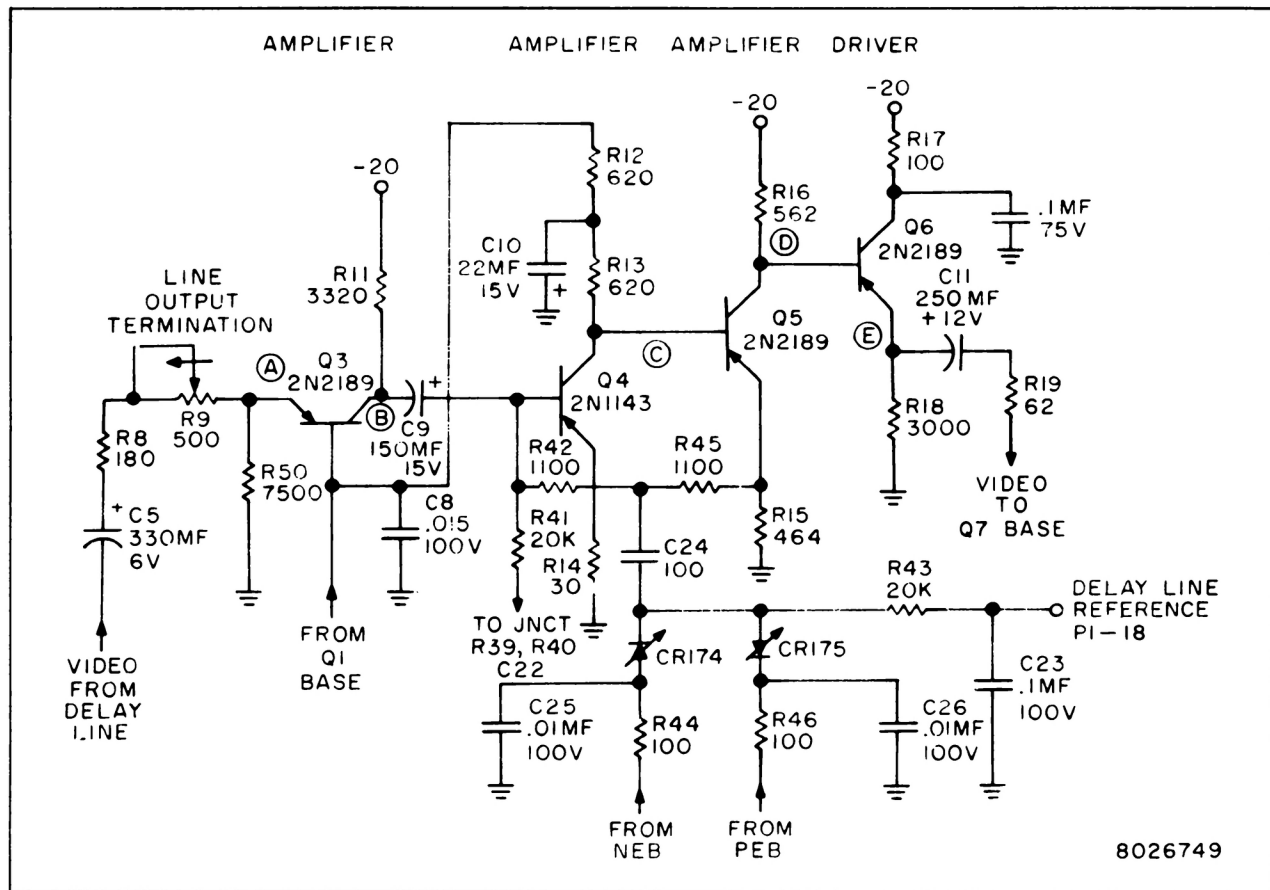 AMPLIFIER AMPLIFIER AMPLIFIER DRIVER
-20
-20
-20
R12
620
R17
100
R16
562
.1MF
75V
Q6
2N2189
D
C10
22MF
15V
+
R13
620
R11
3320
LINE
OUTPUT
TERMINATION
C11
250MF
+ 12V
Q5
2N2189
E
C
A
Q3
2N2189
B
+
C9
150MF
15V
Q4
2N1143
R9
500
R8
180
R19
62
R18
3000
R42
1100
R45
1100
R50
7500
C8
.015
100V
+ C5
330MF
6V
R41
20K
R14
30
C24
100
R15
464
VIDEO
TO
Q7 BASE
R43
20K
DELAY LINE
REFERENCE
P1-18
TO JNCT
R39, R40
C22
FROM
Q1
BASE
CR174
CR175
VIDEO
FROM
DELAY
LINE
C25
.01MF
100V
R44
100
R46
100
C26
.01MF
100V
C23
.1MF
100V
FROM
NEB
FROM
PEB
8026749